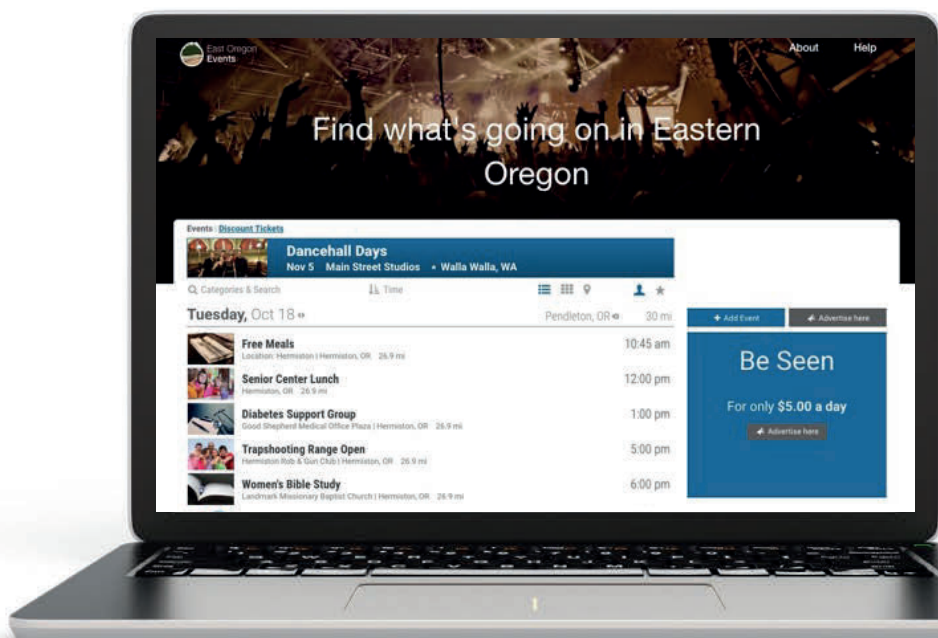 East Oregon
Events
About
Help
Find what's going on in Eastern
Oregon
Events Discount Tickets
Dancehall Days
Nov 5 Main Street Studios • Walla Walla, WA
Categories & Search
Time
Tuesday, Oct 18
Pendleton, OR
30 mi
+ Add Event
Advertise here
Free Meals
10:45 am
Location: Hermiston | Hermiston, OR 26.9 mi
Senior Center Lunch
12:00 pm
Hermiston, OR 26.9 mi
Diabetes Support Group
1:00 pm
Good Shepherd Medical Office Plaza | Hermiston, OR 26.9 mi
Trapshooting Range Open
5:00 pm
Hermiston Rob & Gun Club | Hermiston, OR 26.9 mi
Women's Bible Study
6:00 pm
Landmark Missionary Baptist Church | Hermiston, OR 26.9 mi
Be Seen
For only $5.00 a day
Advertise here